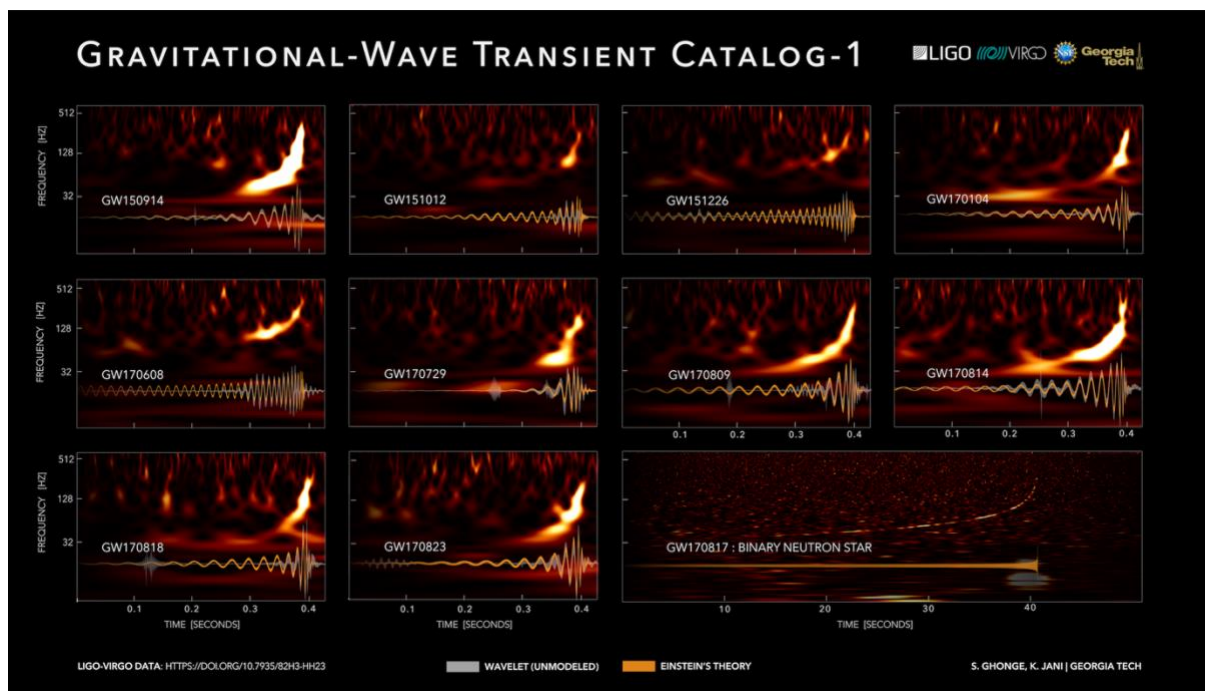 GRAVITATIONAL-WAVE TRANSIENT CATALOG-1
LIGO VIRGO NSF Georgia Tech
FREQUENCY [HZ]
512
128
32
GW150914
GW151012
GW151226
GW170104
FREQUENCY [HZ]
512
128
32
GW170608
GW170729
GW170809
GW170814
0.1 0.2 0.3 0.4
0.1 0.2 0.3 0.4
FREQUENCY [HZ]
512
128
32
GW170818
GW170823
GW170817 : BINARY NEUTRON STAR
0.1 0.2 0.3 0.4
0.1 0.2 0.3 0.4
10 20 30 40
TIME [SECONDS]
TIME [SECONDS]
TIME [SECONDS]
LIGO-VIRGO DATA: HTTPS://DOI.ORG/10.7935/82H3-HH23
WAVELET (UNMODELED)
EINSTEIN'S THEORY
S. GHONGE, K. JANI | GEORGIA TECH